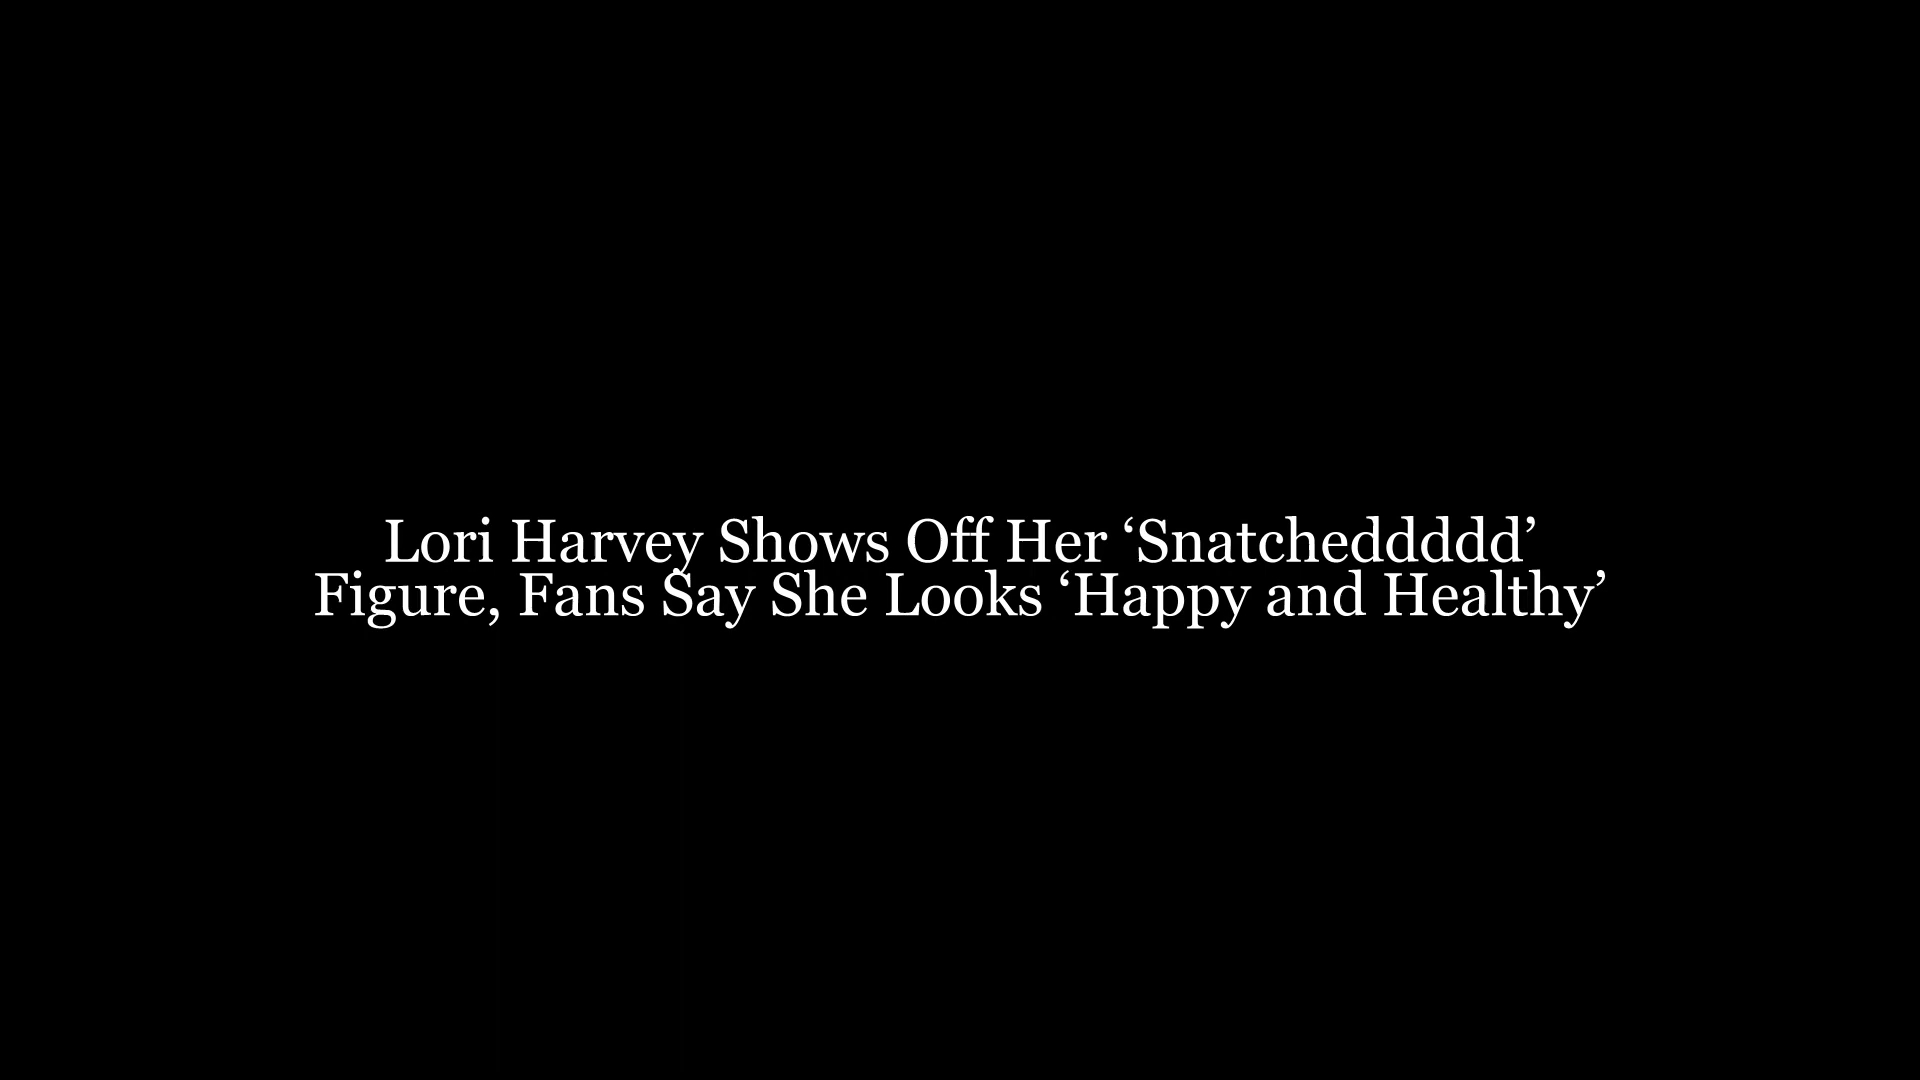 Lori Harvey Shows Off Her ‘Snatcheddddd’
Figure, Fans Say She Looks ‘Happy and Healthy’